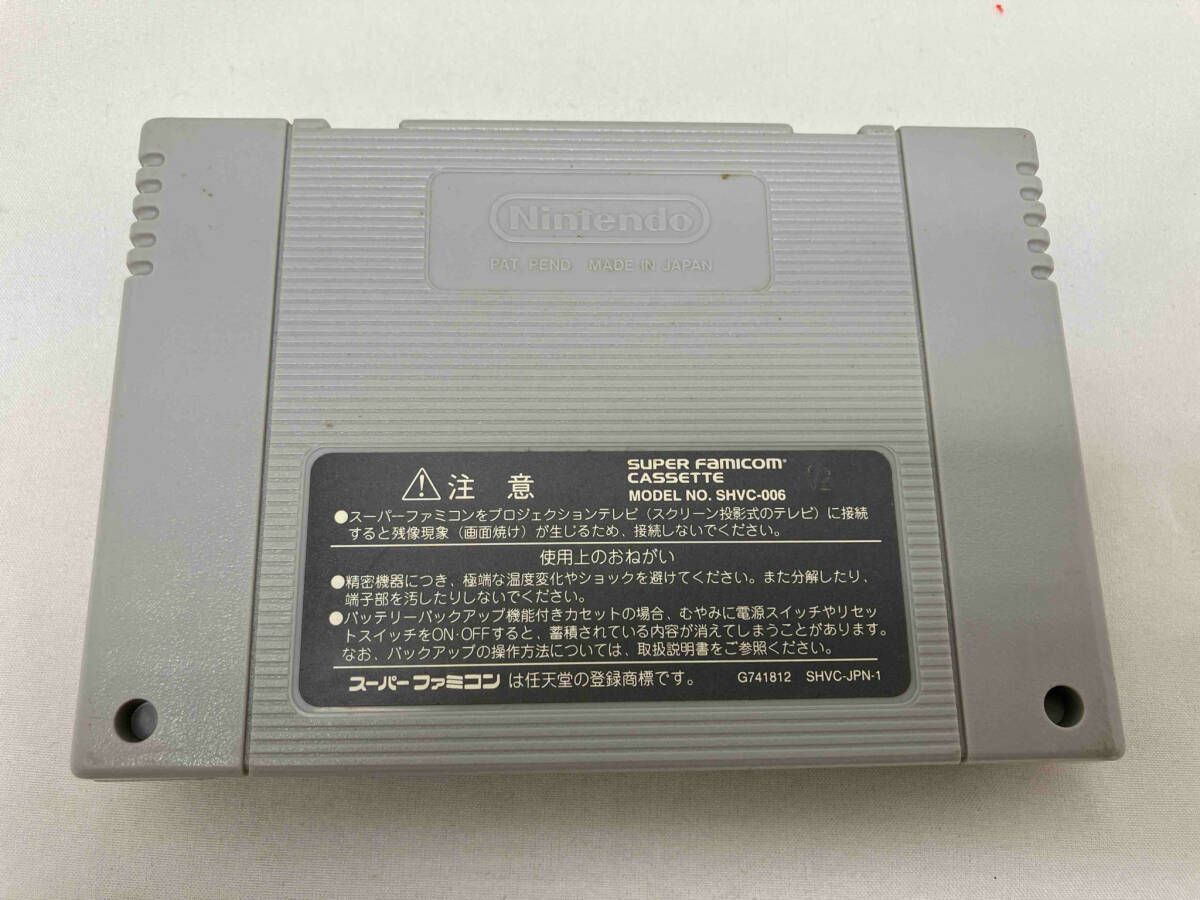 Nintendo
PAT. PEND. MADE IN JAPAN
注意
SUPER FAMICOM
CASSETTE
MODEL NO. SHVC-006
●スーパーファミコンをプロジェクションテレビ（スクリーン投影式のテレビ）に接続
すると残像現象（画面焼け）が生じるため、接続しないでください。
使用上のおねがい
●精密機器につき、極端な温度変化やショックを避けてください。また分解したり、
端子部を汚したりしないでください。
●バッテリーバックアップ機能付きカセットの場合、むやみに電源スイッチやリセッ
トスイッチをON･OFFすると、蓄積されている内容が消えてしまうことがあります。
なお、バックアップの操作方法については、取扱説明書をご参照ください。
スーパーファミコンは任天堂の登録商標です。 G741812 SHVC-JPN-1